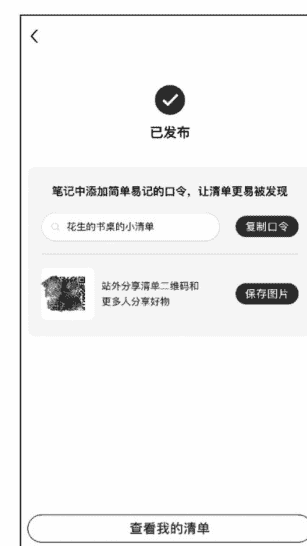 已发布
笔记中添加简单易记的口令，让清单更易被发现
花生的书桌的小清单
复制口令
站外分享清单二维码和
更多人分享好物
保存图片
查看我的清单